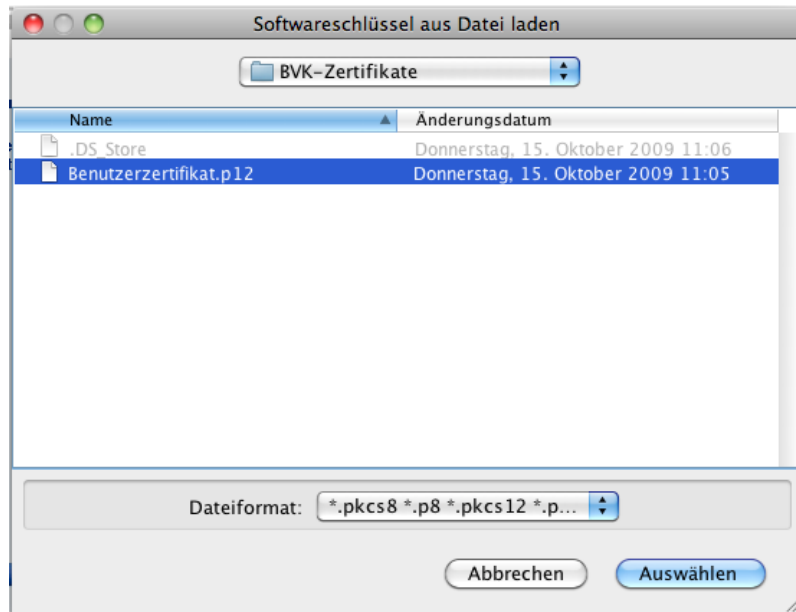 Softwareschlüssel aus Datei laden
BVK-Zertifikate
Name Änderungsdatum
.DS_Store Donnerstag, 15. Oktober 2009 11:06
Benutzerzertifikat.p12 Donnerstag, 15. Oktober 2009 11:05
Dateiformat: *.pkcs8 *.p8 *.pkcs12 *.p...
Abbrechen Auswählen